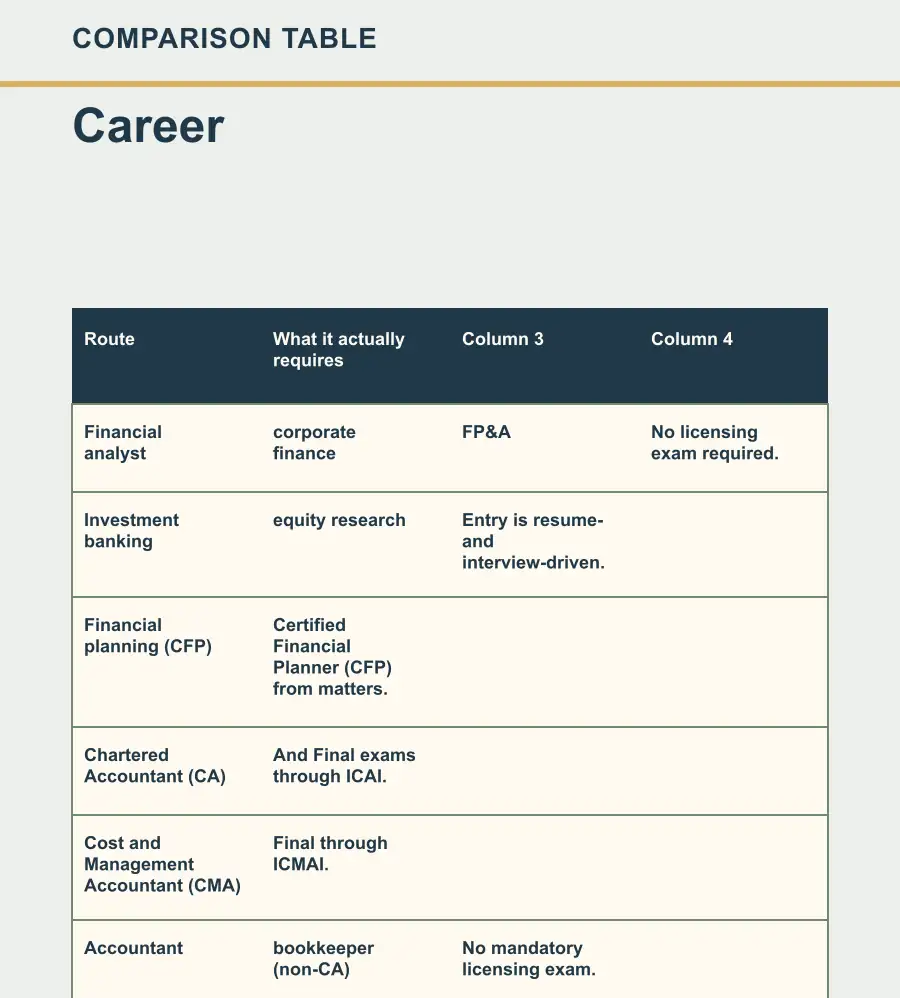 COMPARISON TABLE
Career
Route
What it actually
requires
Column 3
Column 4
Financial
analyst
corporate
finance
FP&A
No licensing
exam required.
Investment
banking
equity research
Entry is resume-
and
interview-driven.
Financial
planning (CFP)
Certified
Financial
Planner (CFP)
from matters.
Chartered
Accountant (CA)
And Final exams
through ICAI.
Cost and
Management
Accountant (CMA)
Final through
ICMAI.
Accountant
bookkeeper
(non-CA)
No mandatory
licensing exam.